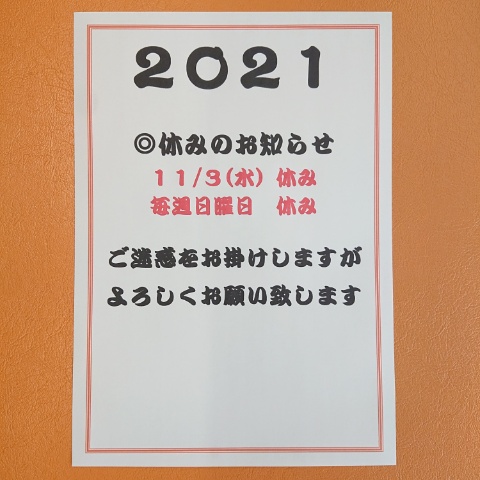 2021
◎休みのお知らせ
11/3(水) 休み
毎週日曜日　休み
ご迷惑をお掛けしますが
よろしくお願い致します